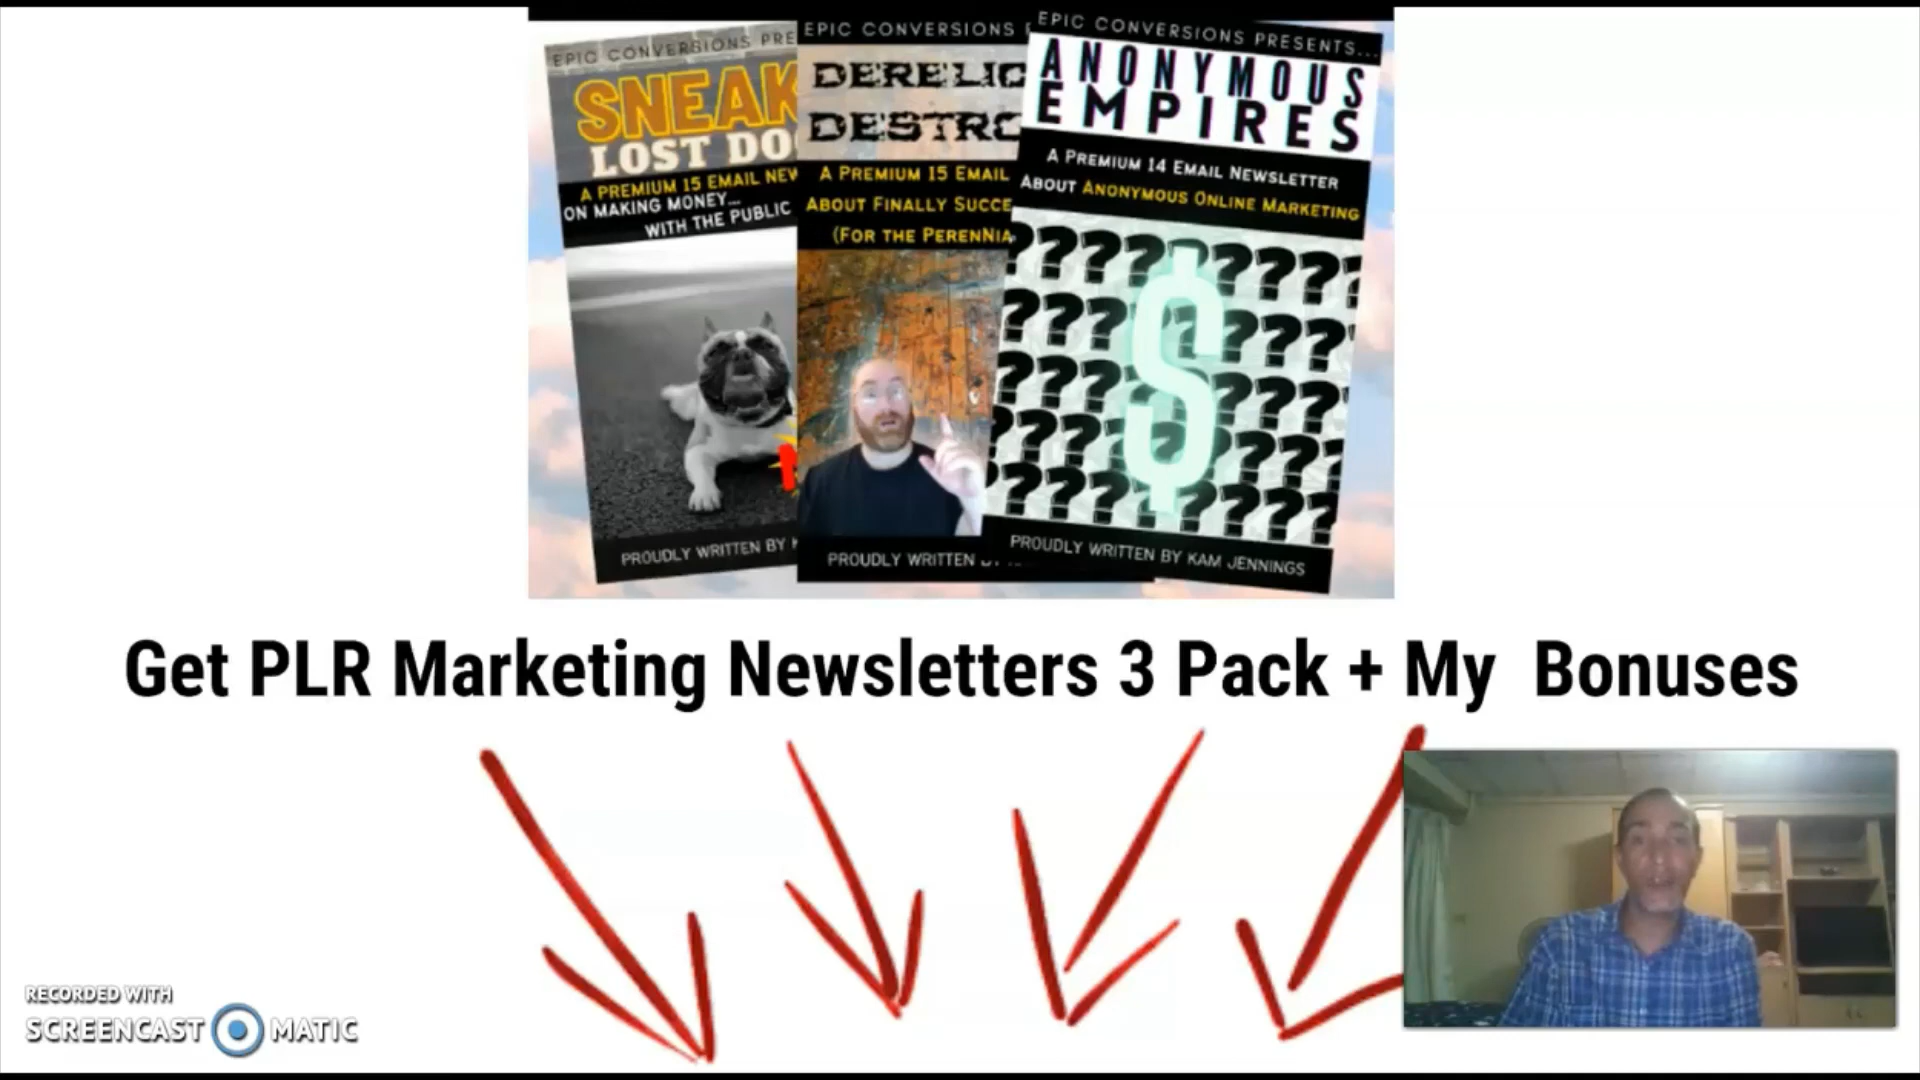 EPIC CONVERSIONS PRE
SNEAK
LOST DO
A PREMIUM 15 EMAIL NEW
ON MAKING MONEY...
WITH THE PUBLIC
PROUDLY WRITTEN BY K
EPIC CONVERSIONS P
DERELIC
DESTRO
A PREMIUM 15 EMAIL
ABOUT FINALLY SUCCE
(FOR THE PERENNIA
PROUDLY WRITTEN
EPIC CONVERSIONS PRESENTS...
ANONYMOUS
EMPIRES
A PREMIUM 14 EMAIL NEWSLETTER
ABOUT ANONYMOUS ONLINE MARKETING
$
PROUDLY WRITTEN BY KAM JENNINGS
Get PLR Marketing Newsletters 3 Pack + My Bonuses
RECORDED WITH
SCREENCAST MATIC